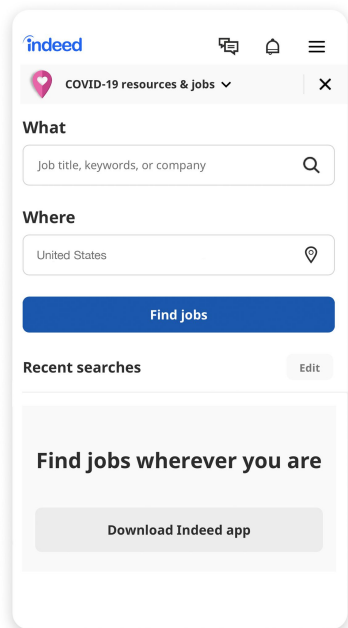 indeed
COVID-19 resources & jobs
What
Job title, keywords, or company
Where
United States
Find jobs
Recent searches
Edit
Find jobs wherever you are
Download Indeed app